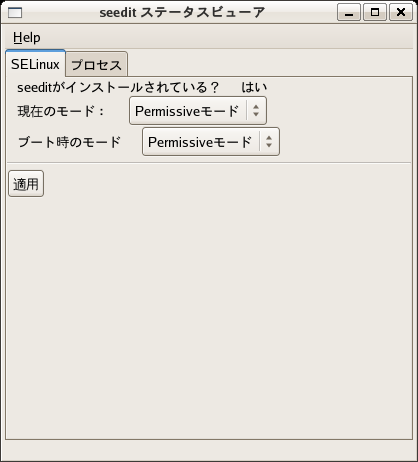 seedit ステータスビューア
Help
SELinux プロセス
seeditがインストールされている？ はい
現在のモード： Permissiveモード
ブート時のモード Permissiveモード
適用